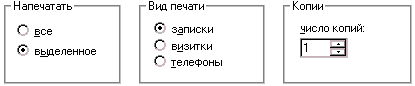 Напечатать
все
выделенное
Вид печати
записки
визитки
телефоны
Копии
число копий:
1